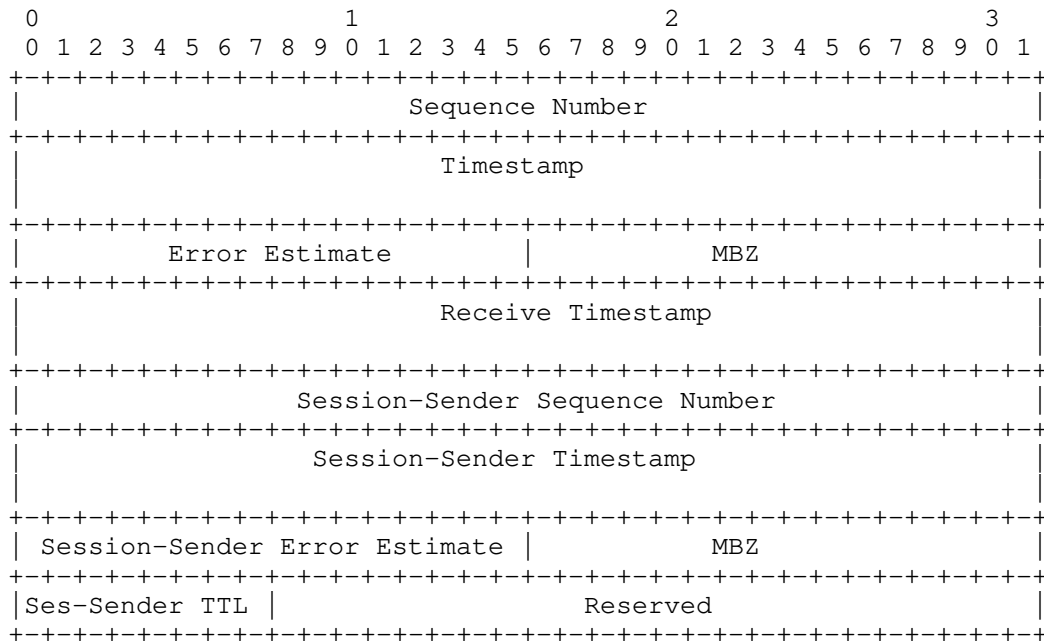 0                   1                   2                   3
0 1 2 3 4 5 6 7 8 9 0 1 2 3 4 5 6 7 8 9 0 1 2 3 4 5 6 7 8 9 0 1
+-+-+-+-+-+-+-+-+-+-+-+-+-+-+-+-+-+-+-+-+-+-+-+-+-+-+-+-+-+-+-+-+
|                        Sequence Number                        |
+-+-+-+-+-+-+-+-+-+-+-+-+-+-+-+-+-+-+-+-+-+-+-+-+-+-+-+-+-+-+-+-+
|                          Timestamp                            |
|                                                               |
+-+-+-+-+-+-+-+-+-+-+-+-+-+-+-+-+-+-+-+-+-+-+-+-+-+-+-+-+-+-+-+-+
|         Error Estimate        |           MBZ                 |
+-+-+-+-+-+-+-+-+-+-+-+-+-+-+-+-+-+-+-+-+-+-+-+-+-+-+-+-+-+-+-+-+
|                          Receive Timestamp                    |
|                                                               |
+-+-+-+-+-+-+-+-+-+-+-+-+-+-+-+-+-+-+-+-+-+-+-+-+-+-+-+-+-+-+-+-+
|                 Session-Sender Sequence Number                |
+-+-+-+-+-+-+-+-+-+-+-+-+-+-+-+-+-+-+-+-+-+-+-+-+-+-+-+-+-+-+-+-+
|                  Session-Sender Timestamp                     |
|                                                               |
+-+-+-+-+-+-+-+-+-+-+-+-+-+-+-+-+-+-+-+-+-+-+-+-+-+-+-+-+-+-+-+-+
| Session-Sender Error Estimate |           MBZ                 |
+-+-+-+-+-+-+-+-+-+-+-+-+-+-+-+-+-+-+-+-+-+-+-+-+-+-+-+-+-+-+-+-+
|Ses-Sender TTL |                   Reserved                    |
+-+-+-+-+-+-+-+-+-+-+-+-+-+-+-+-+-+-+-+-+-+-+-+-+-+-+-+-+-+-+-+-+